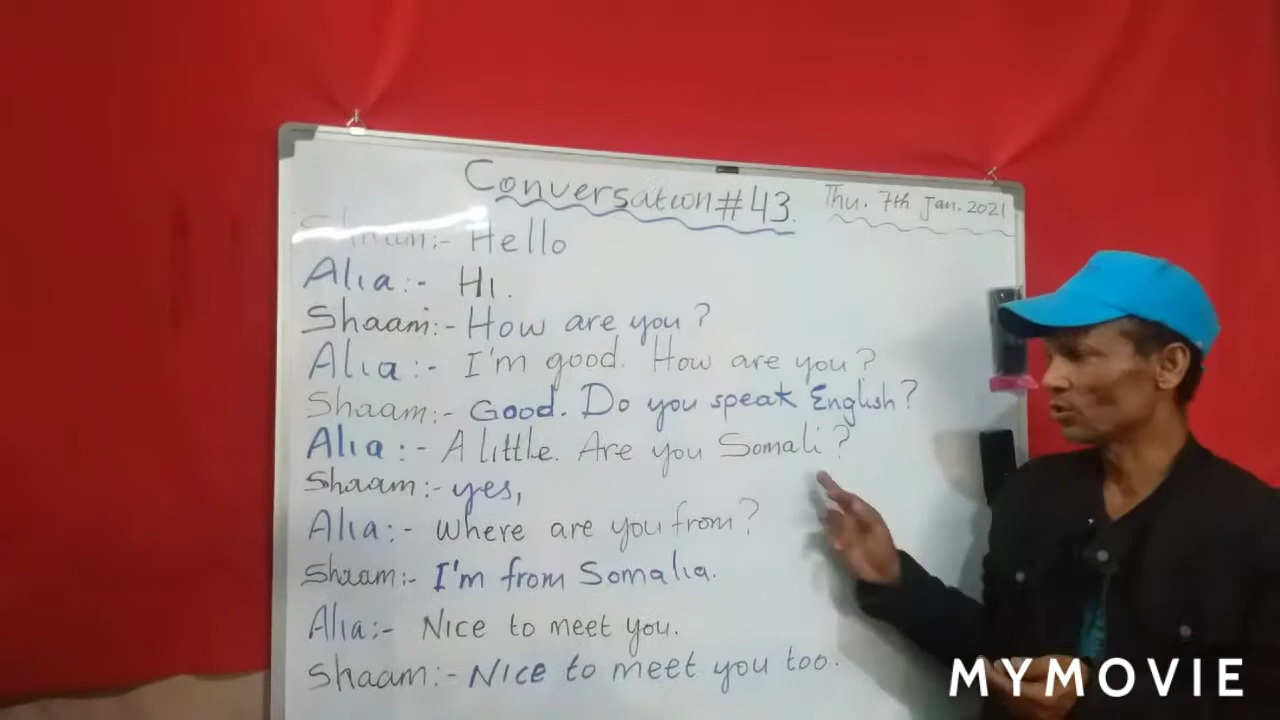 Conversation #43.
Thu. 7th Jan. 2021
Shaam:- Hello
Alia:- Hi.
Shaam:- How are you?
Alia:- I'm good. How are you?
Shaam:- Good. Do you speak English?
Alia:- A little. Are you Somali?
Shaam:- yes,
Alia:- where are you from?
Shaam:- I'm from Somalia.
Alia:- Nice to meet you.
Shaam:- Nice to meet you too.
MYMOVIE